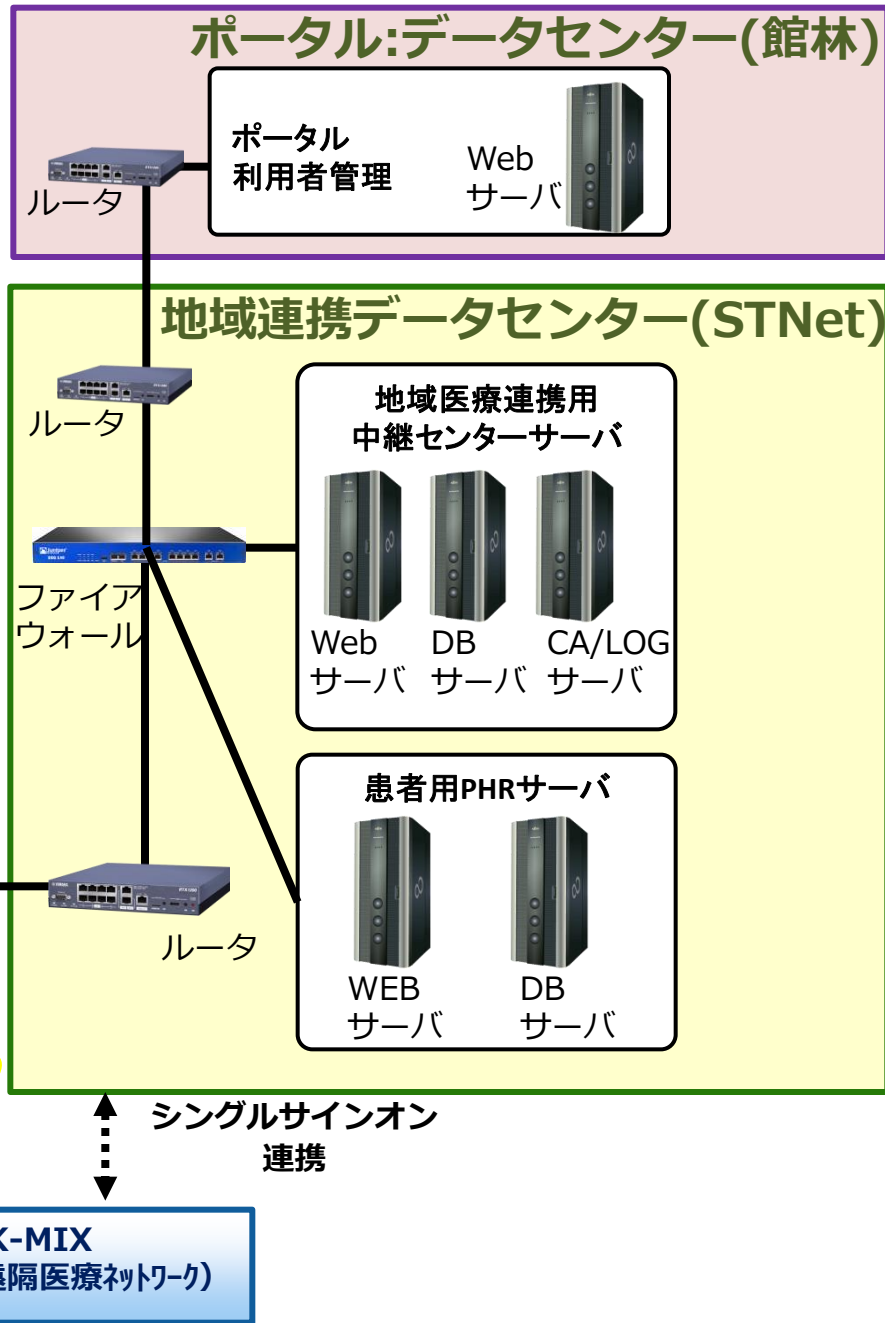 ポータル:データセンター(館林)
ポータル
利用者管理
Web
サーバ
ルータ
地域連携データセンター(STNet)
ルータ
地域医療連携用
中継センターサーバ
ファイア
ウォール
Web
サーバ
DB
サーバ
CA/LOG
サーバ
患者用PHRサーバ
ルータ
WEB
サーバ
DB
サーバ
シングルサインオン
連携
K-MIX
遠隔医療ネットワーク)